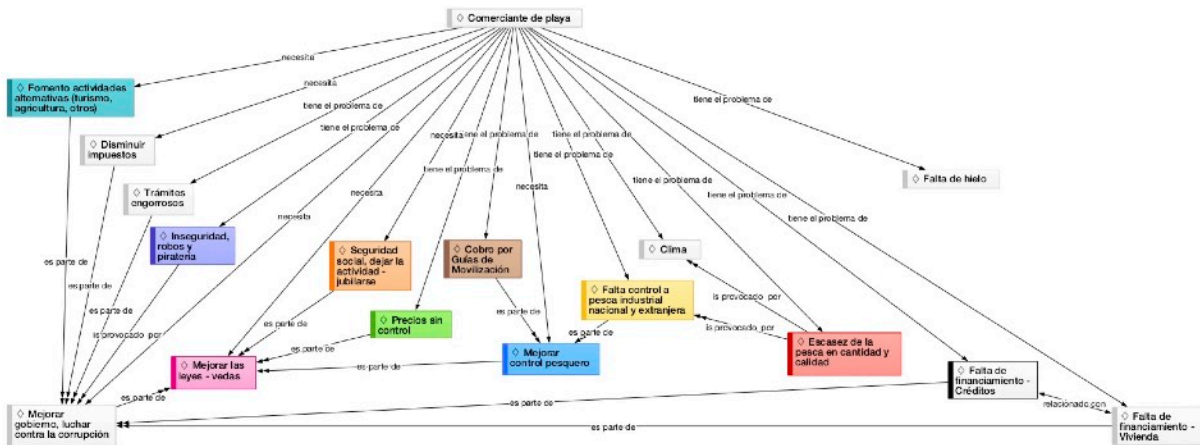 ◇ Comerciante de playa
necesita
◇ Fomento actividades
alternativas (turismo,
agricultura, otros)
necesita
tiene el problema de
tiene el problema de
tiene el problema de
necesita
tiene el problema de
tiene el problema de
◇ Disminuir
impuestos
tiene el problema de
tiene el problema de
necesita
tiene el problema de
◇ Falta de hielo
◇ Trámites
engorrosos
necesita
necesita
tiene el problema de
tiene el problema de
necesita
◇ Inseguridad,
robos y
piratería
◇ Seguridad
social, dejar la
actividad -
jubilarse
◇ Cobro por
Guías de
Movilización
◇ Clima
es parte de
es parte de
◇ Falta control a
pesca industrial
nacional y extranjera
es parte de
◇ Precios sin
control
es parte de
es parte de
es parte de
is provocado por
is provocado por
◇ Escasez de la
pesca en cantidad y
calidad
es parte de
◇ Mejorar las
leyes - vedas
es parte de
◇ Mejorar
control pesquero
◇ Falta de
financiamiento -
Créditos
es parte de
es parte de
relacionado con
◇ Mejorar
gobierno, luchar
contra la corrupción
es parte de
◇ Falta de
financiamiento -
Vivienda